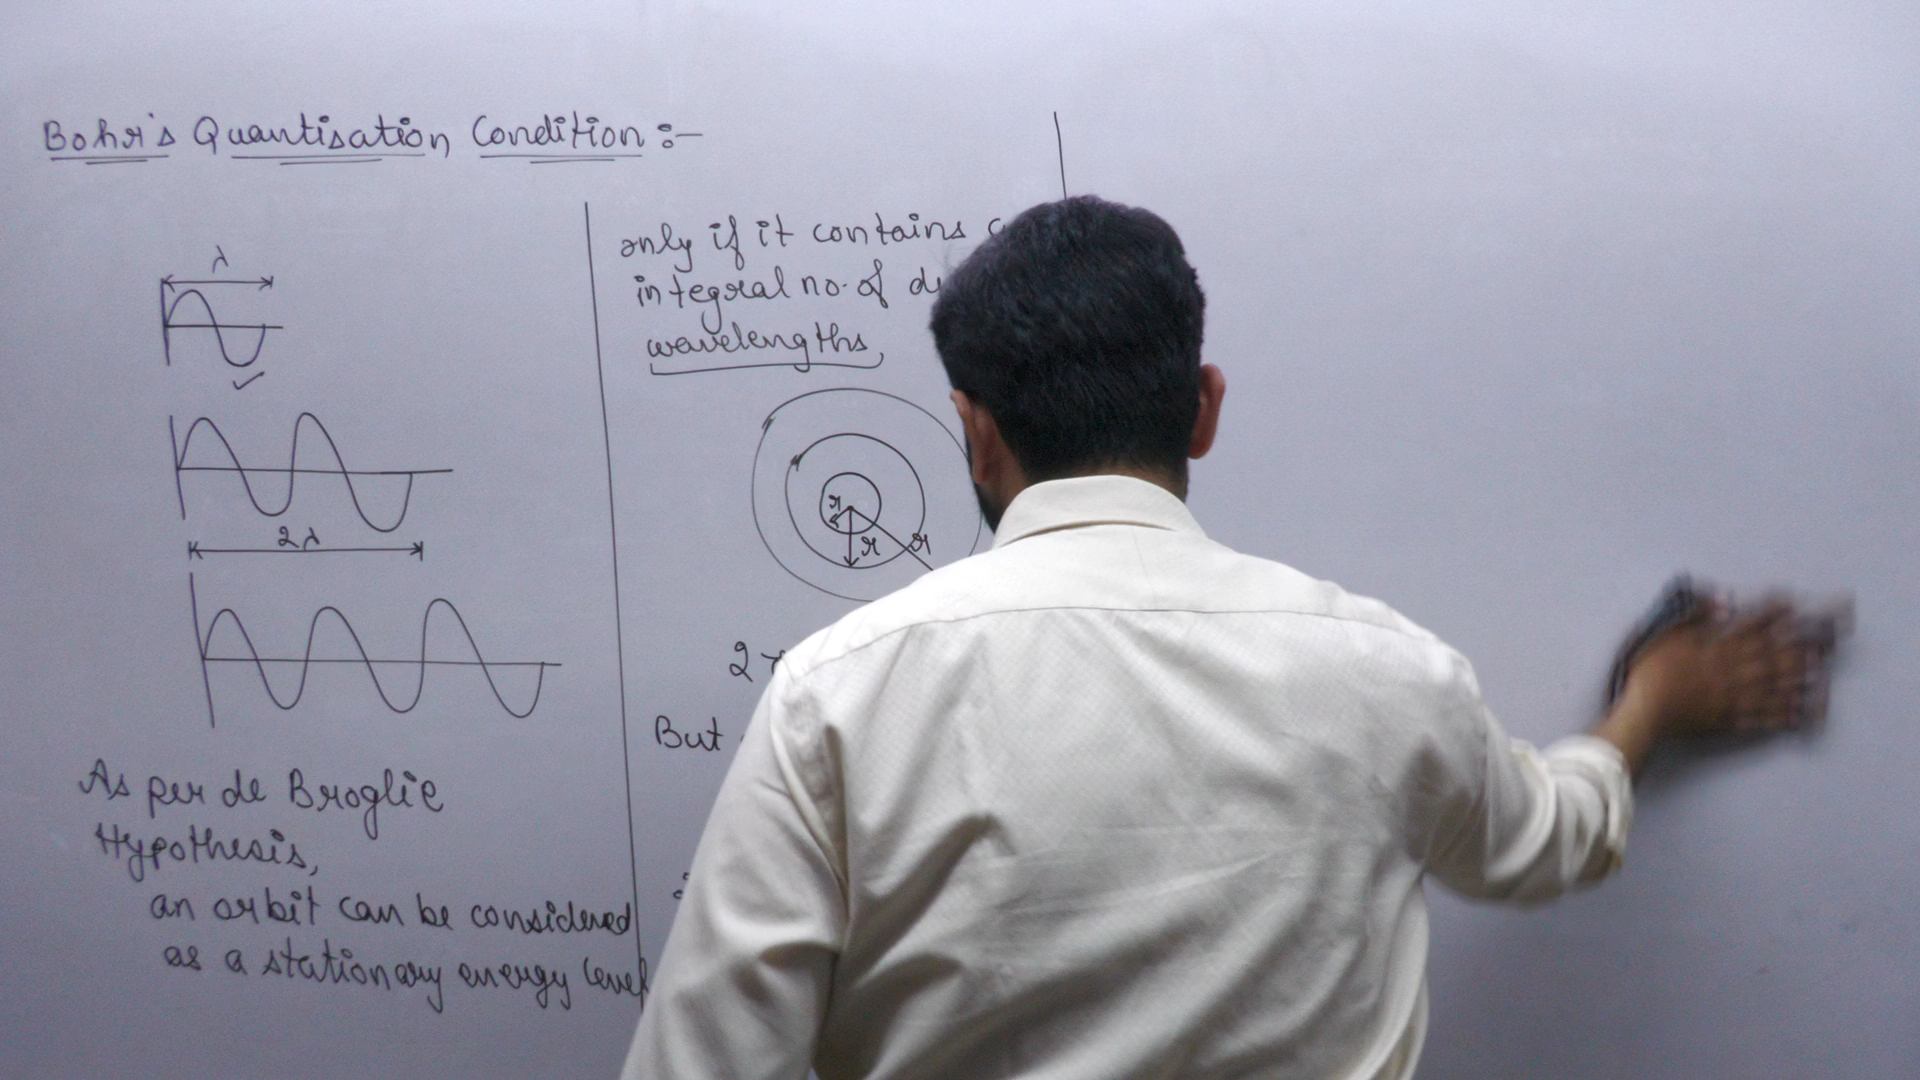 Bohr's Quantisation Condition :-
λ
2λ
As per de Broglie
Hypothesis,
an orbit can be considered
as a stationary energy level
only if it contains
integral no. of
wavelengths,
r
r
r
2
But